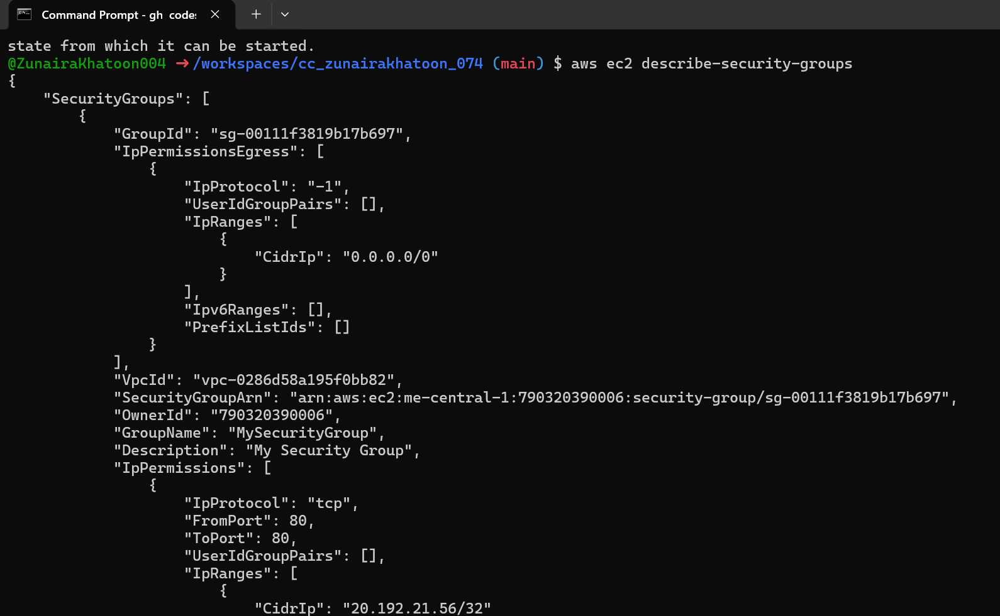 Command Prompt - gh codes
state from which it can be started.
@ZunairaKhatoon004 ➜ /workspaces/cc_zunairakhatoon_074 (main) $ aws ec2 describe-security-groups
{
    "SecurityGroups": [
        {
            "GroupId": "sg-00111f3819b17b697",
            "IpPermissionsEgress": [
                {
                    "IpProtocol": "-1",
                    "UserIdGroupPairs": [],
                    "IpRanges": [
                        {
                            "CidrIp": "0.0.0.0/0"
                        }
                    ],
                    "Ipv6Ranges": [],
                    "PrefixListIds": []
                }
            ],
            "VpcId": "vpc-0286d58a195f0bb82",
            "SecurityGroupArn": "arn:aws:ec2:me-central-1:790320390006:security-group/sg-00111f3819b17b697",
            "OwnerId": "790320390006",
            "GroupName": "MySecurityGroup",
            "Description": "My Security Group",
            "IpPermissions": [
                {
                    "IpProtocol": "tcp",
                    "FromPort": 80,
                    "ToPort": 80,
                    "UserIdGroupPairs": [],
                    "IpRanges": [
                        {
                            "CidrIp": "20.192.21.56/32"